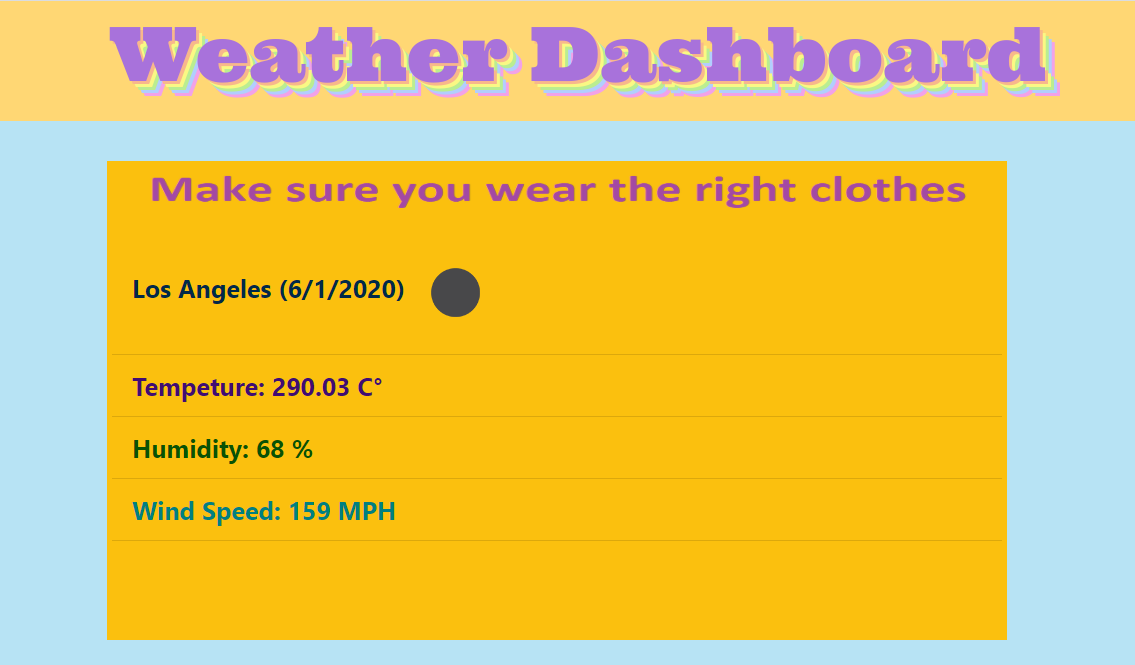 Weather Dashboard
Make sure you wear the right clothes
Los Angeles (6/1/2020)
Tempeture: 290.03 C°
Humidity: 68 %
Wind Speed: 159 MPH